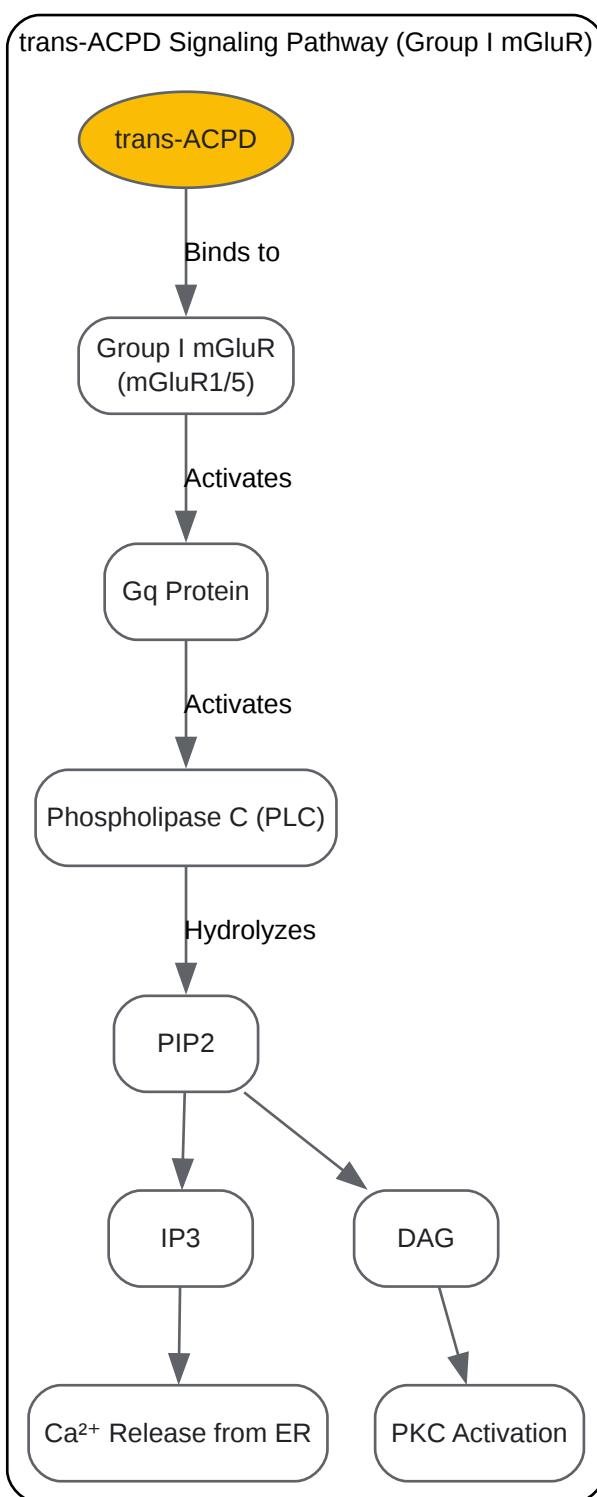 trans-ACPD Signaling Pathway (Group I mGluR)
trans-ACPD
Binds to
Group I mGluR
(mGluR1/5)
Activates
Gq Protein
Activates
Phospholipase C (PLC)
Hydrolyzes
PIP2
IP3
DAG
Ca²⁺ Release from ER
PKC Activation